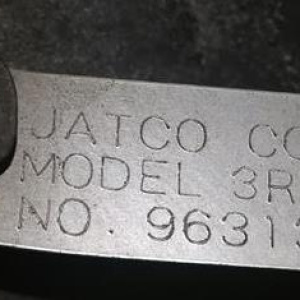 JATCO CO
MODEL 3R
NO. 96313